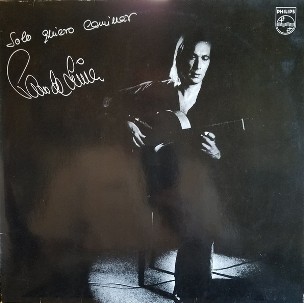 Solo quiero caminar
Paco de Lucía
PHILIPS